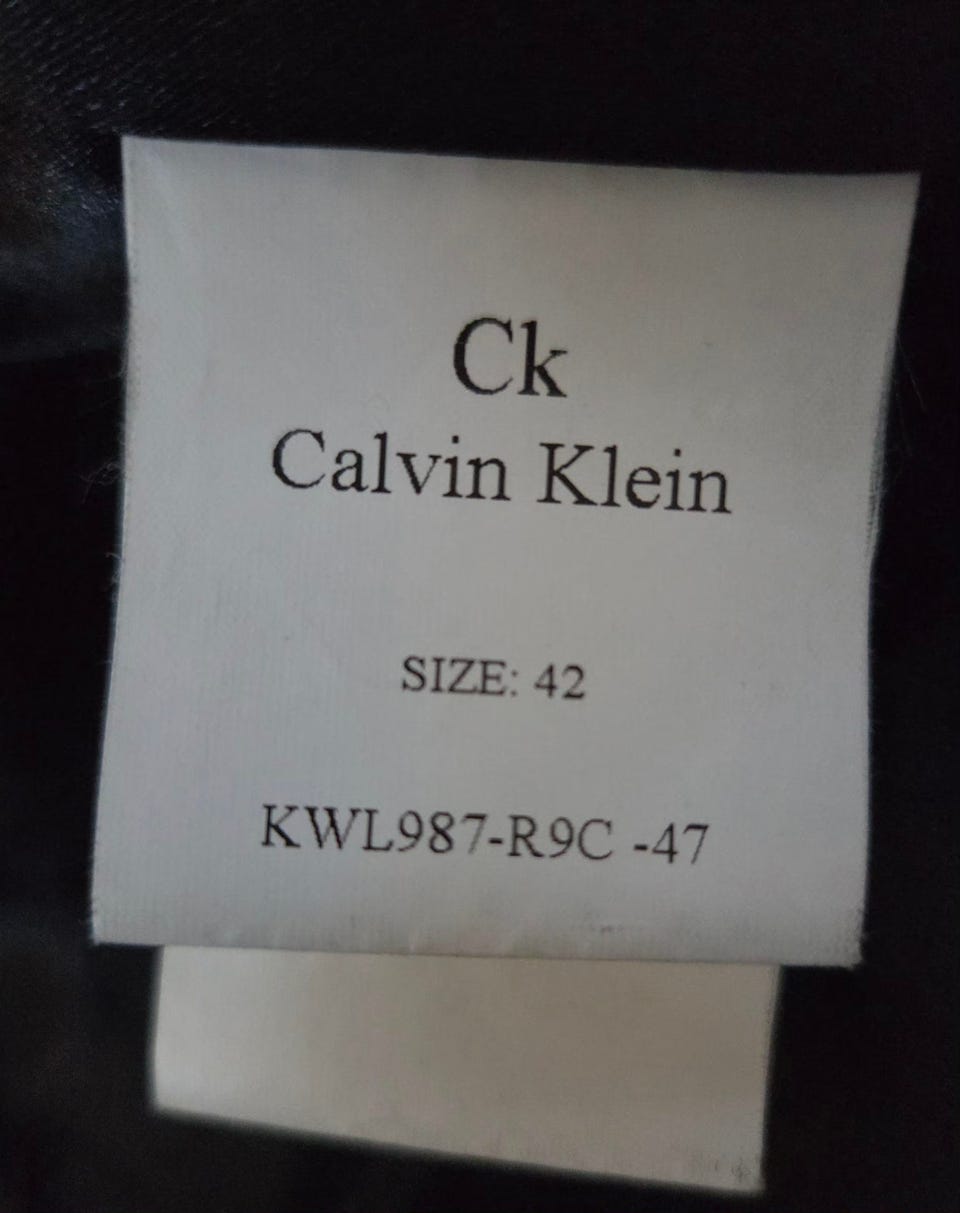 Ck
Calvin Klein
SIZE: 42
KWL987-R9C -47